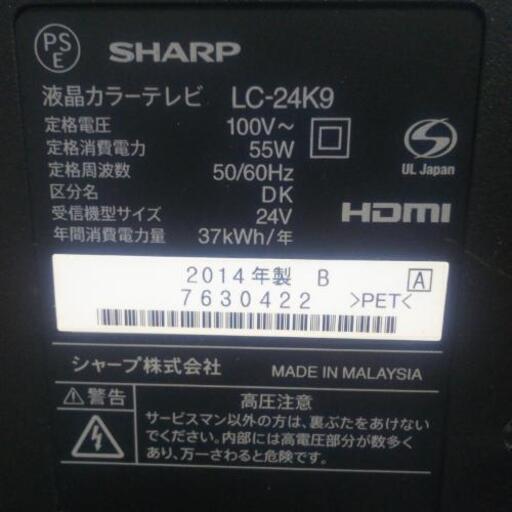 PS
E
SHARP
液晶カラーテレビ LC-24K9
定格電圧 100V~
定格消費電力 55W
定格周波数 50/60Hz
区分名 DK
受信機型サイズ 24V
年間消費電力量 37kWh/年
UL Japan
HDMI
2014年製 B A
7630422 >PET<
シャープ株式会社 MADE IN MALAYSIA
警告 高圧注意
サービスマン以外の方は、裏ぶたをあけない
でください。内部には高電圧部分が数多く
あり、万一さわると危険です。